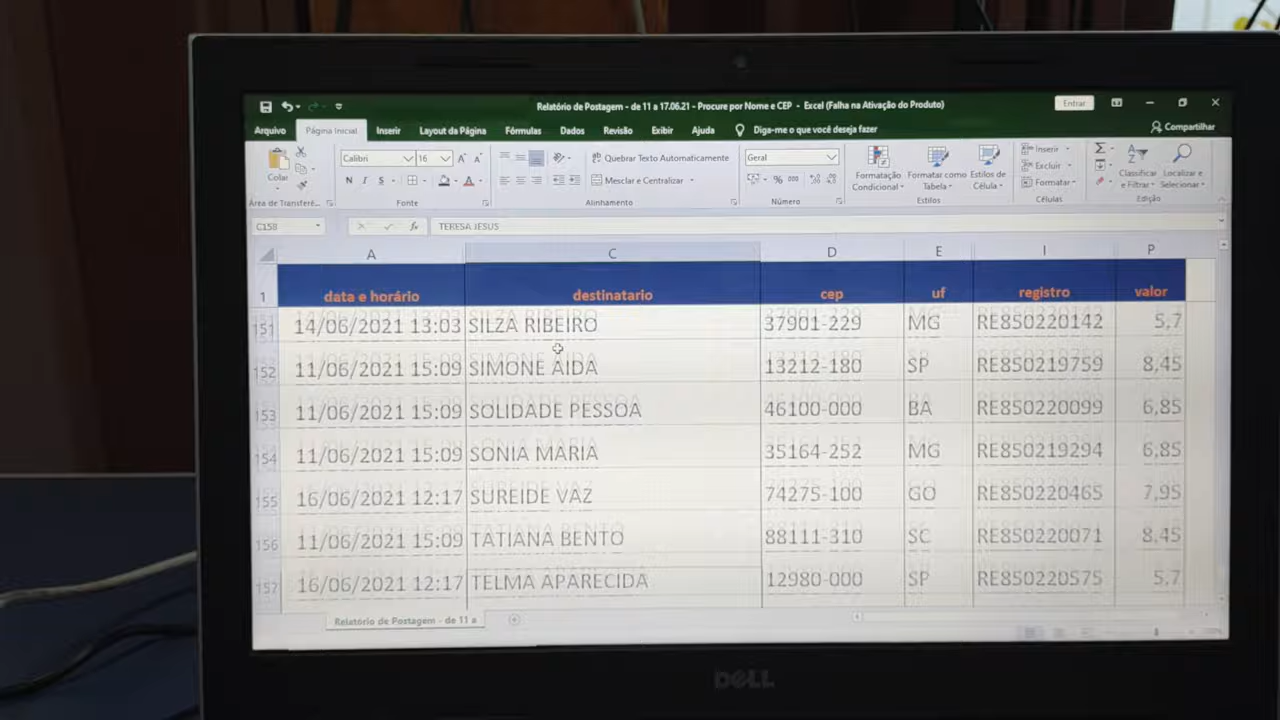 Relatório de Postagem - de 11 a 17.06.21 - Procure por Nome e CEP - Excel (Falha na Ativação do Produto)
Entrar
Arquivo Página Inicial Inserir Layout da Página Fórmulas Dados Revisão Exibir Ajuda Diga-me o que você deseja fazer Compartilhar
Colar
Calibri 16
Quebrar Texto Automaticamente
Geral
Formatação Condicional
Formatar como Tabela
Estilos de Célula
Inserir
Excluir
Formatar
Classificar e Filtrar
Localizar e Selecionar
N I S
Mesclar e Centralizar
% 000
Área de Transferê... Fonte Alinhamento Número Estilos Células Edição
C158 fx TERESA JESUS
A C D E I P
1 data e horário destinatario cep uf registro valor
151 14/06/2021 13:03 SILZA RIBEIRO 37901-229 MG RE850220142 5,7
152 11/06/2021 15:09 SIMONE AIDA 13212-180 SP RE850219759 8,45
153 11/06/2021 15:09 SOLIDADE PESSOA 46100-000 BA RE850220099 6,85
154 11/06/2021 15:09 SONIA MARIA 35164-252 MG RE850219294 6,85
155 16/06/2021 12:17 SUREIDE VAZ 74275-100 GO RE850220465 7,95
156 11/06/2021 15:09 TATIANA BENTO 88111-310 SC RE850220071 8,45
157 16/06/2021 12:17 TELMA APARECIDA 12980-000 SP RE850220575 5,7
Relatório de Postagem - de 11 a
DELL